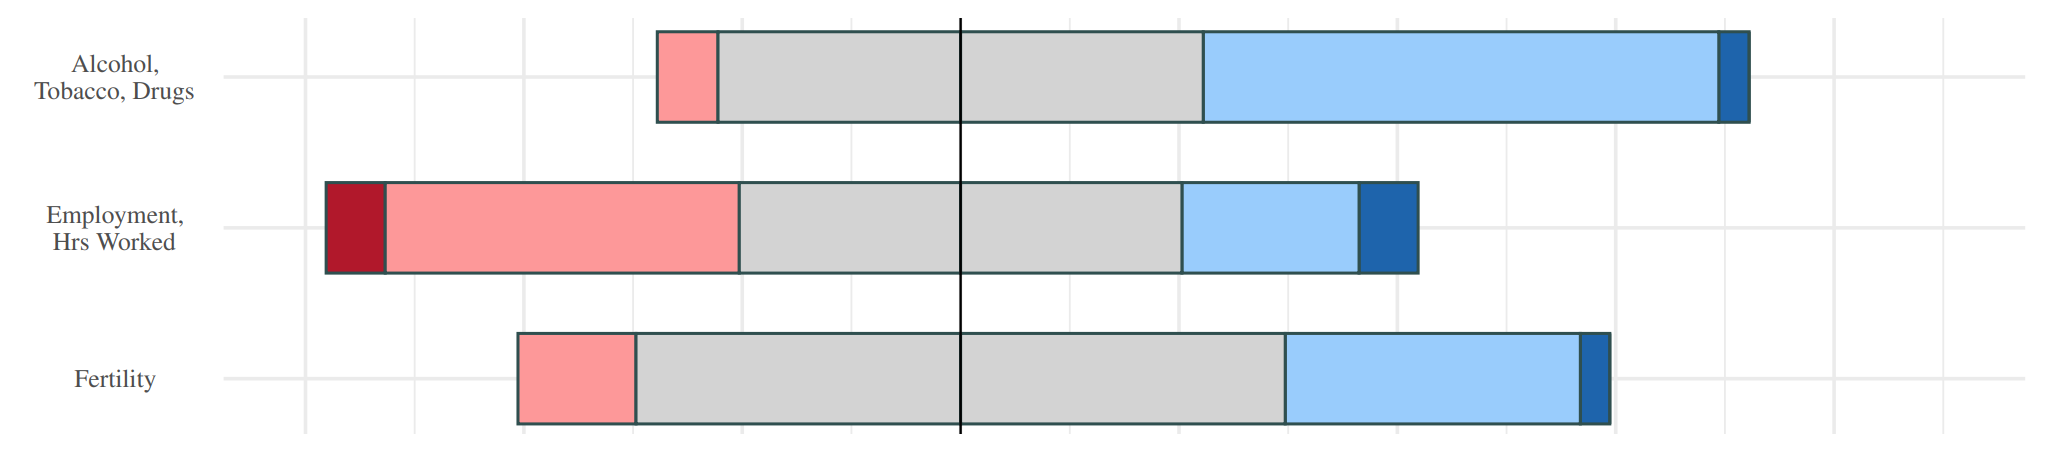 Alcohol,
Tobacco, Drugs
Employment,
Hrs Worked
Fertility